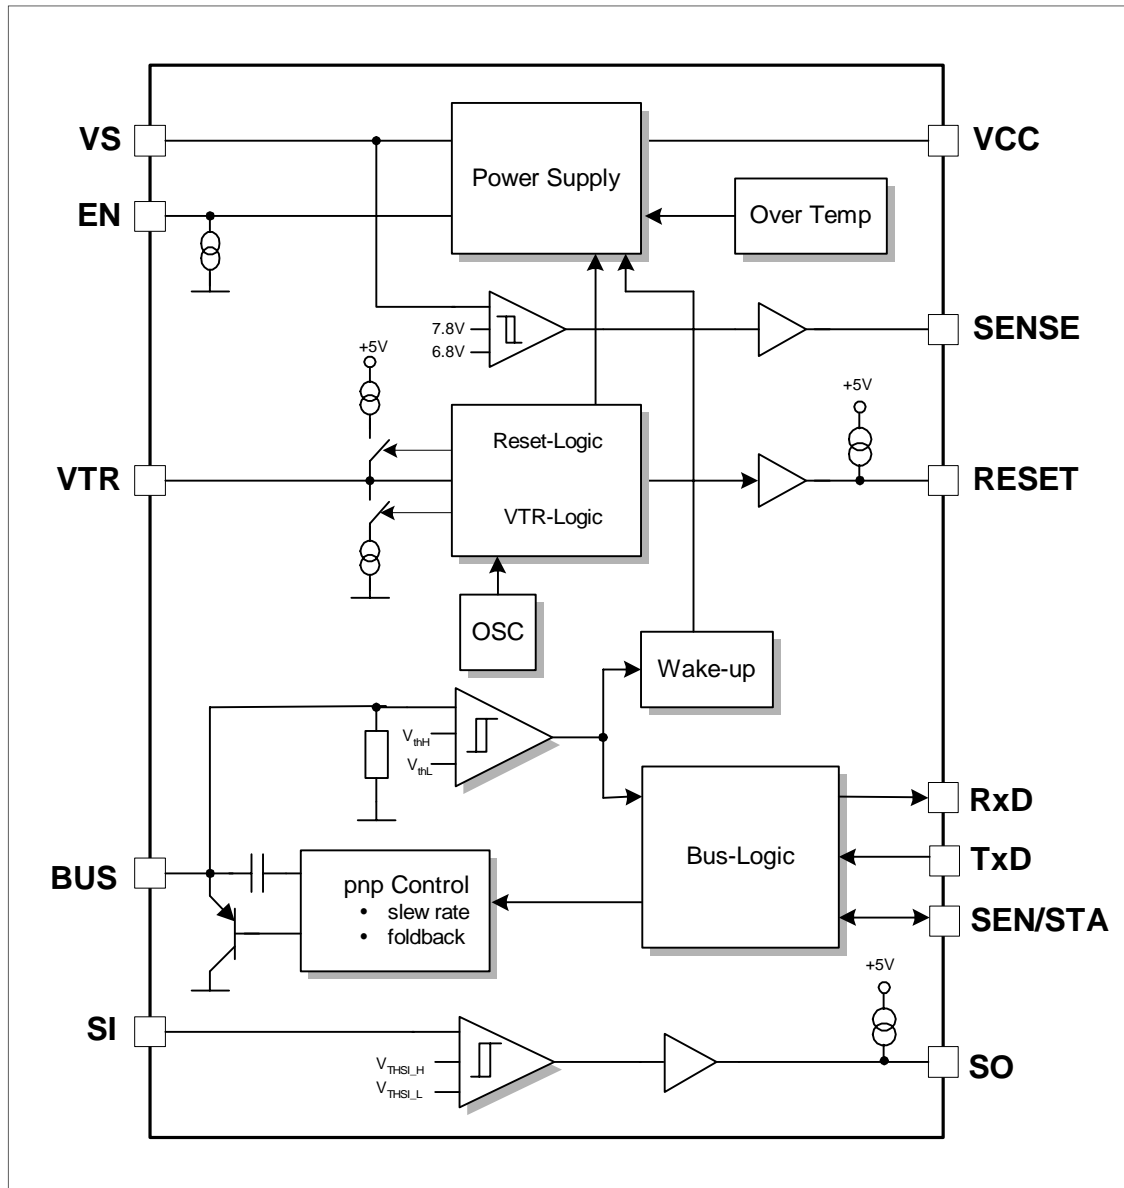 VS
VCC
Power Supply
EN
Over Temp
7.8V
6.8V
SENSE
+5V
+5V
Reset-Logic
VTR
RESET
VTR-Logic
OSC
Wake-up
VthH
VthL
RxD
Bus-Logic
TxD
BUS
pnp Control
• slew rate
• foldback
SEN/STA
+5V
SI
VTHSI_H
VTHSI_L
SO